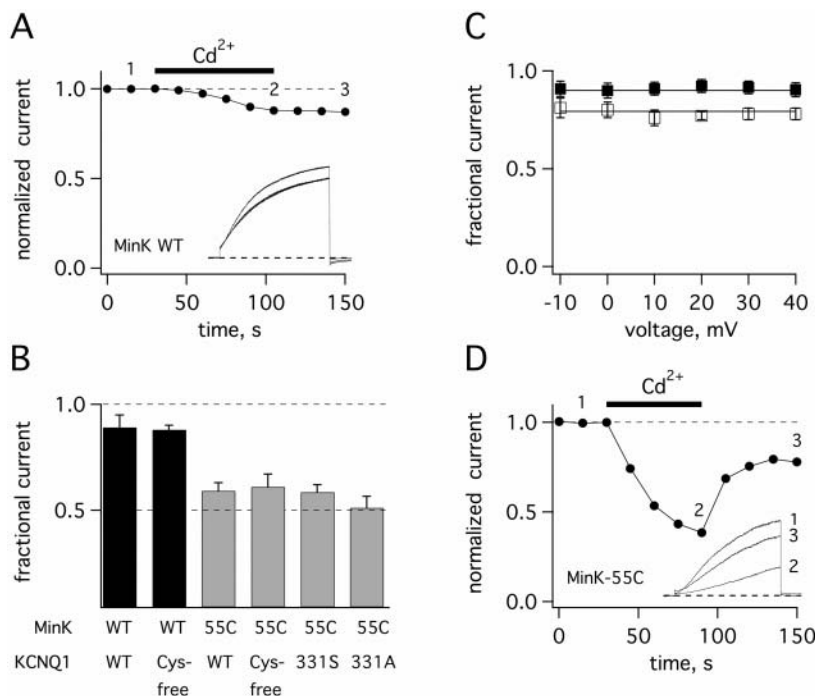 A
Cd2+
1
2
3
1.0
0.5
0.0
normalized current
MinK WT
0
50
100
150
time, s
B
1.0
0.5
fractional current
MinK WT WT 55C 55C 55C 55C
KCNQ1 WT Cys-free WT Cys-free 331S 331A
C
1.0
0.5
0.0
fractional current
-10 0 10 20 30 40
voltage, mV
D
Cd2+
1
2
3
1.0
0.5
0.0
normalized current
1
3
2
MinK-55C
0 50 100 150
time, s